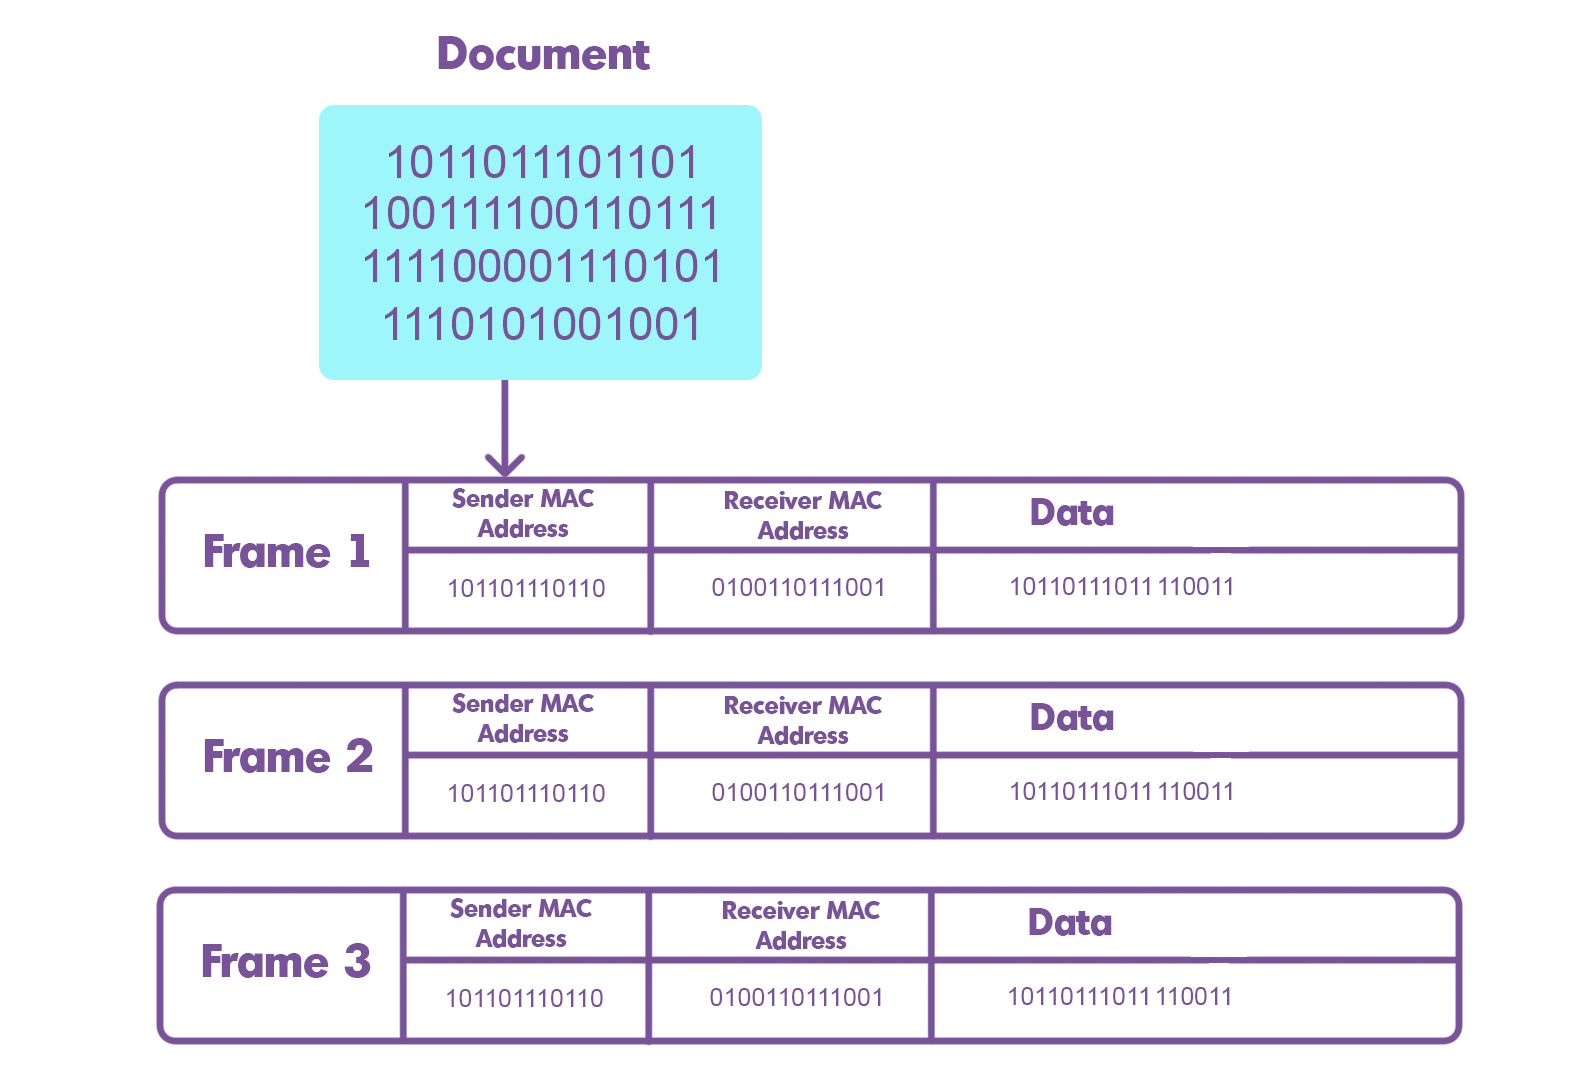 Document
1011011101101
100111100110111
111100001110101
1110101001001
Frame 1
Sender MAC
Address
Receiver MAC
Address
Data
101101110110
0100110111001
10110111011 110011
Frame 2
Sender MAC
Address
Receiver MAC
Address
Data
101101110110
0100110111001
10110111011 110011
Frame 3
Sender MAC
Address
Receiver MAC
Address
Data
101101110110
0100110111001
10110111011 110011